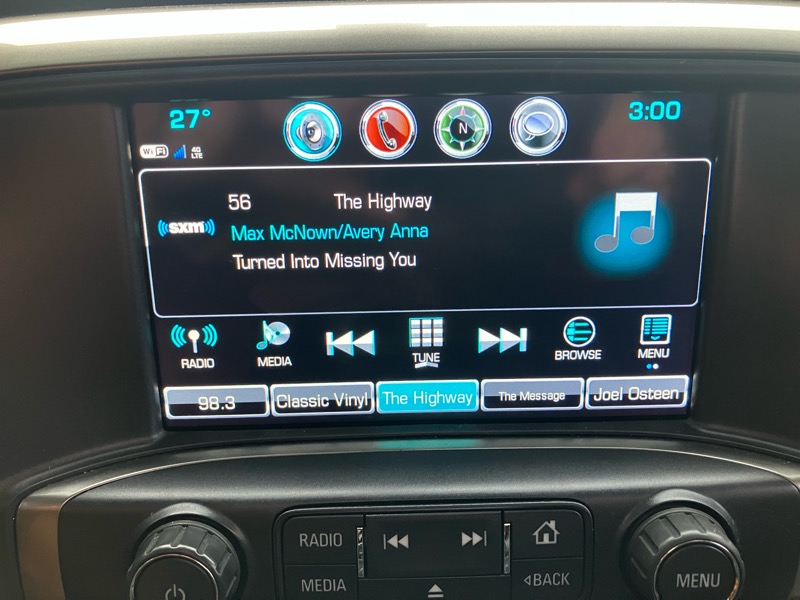 27° 3:00
N
WiFi 4G LTE
56 The Highway
((sxm))
Max McNown/Avery Anna
Turned Into Missing You
RADIO MEDIA TUNE BROWSE MENU
98.3 Classic Vinyl The Highway The Message Joel Osteen
RADIO
MEDIA BACK MENU